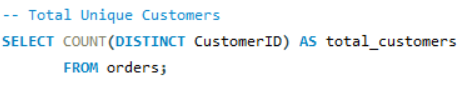 -- Total Unique Customers
SELECT COUNT(DISTINCT CustomerID) AS total_customers
FROM orders;